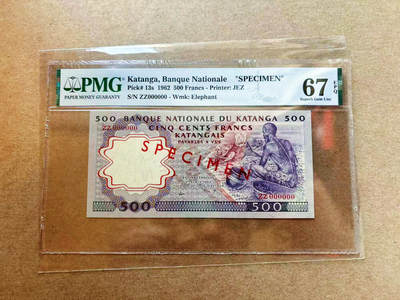 PMG
PAPER MONEY GUARANTY
Katanga, Banque Nationale "SPECIMEN"
Pick# 13s 1962 500 Francs - Printer: JEZ
S/N ZZ000000 - Wmk: Elephant
67 EPQ
Superb Gem Unc
500 BANQUE NATIONALE DU KATANGA 500
ZZ000000
CINQ CENTS FRANCS
KATANGAIS
PAYABLES À VUE
SPECIMEN
ZZ000000
500
500